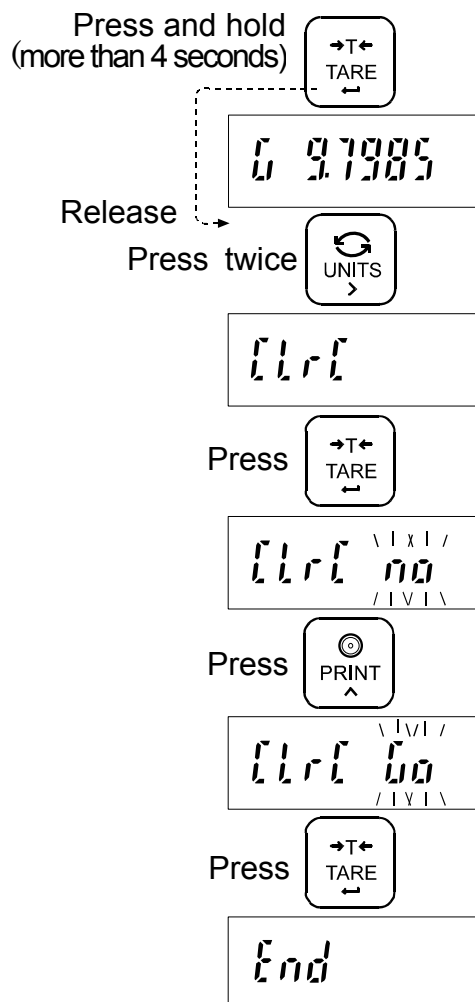 Press and hold
(more than 4 seconds)
→T←
TARE
G 9.7985
Release
Press twice
UNITS
>
CLrC
Press
→T←
TARE
CLrC no
Press
PRINT
^
CLrC Go
Press
→T←
TARE
End